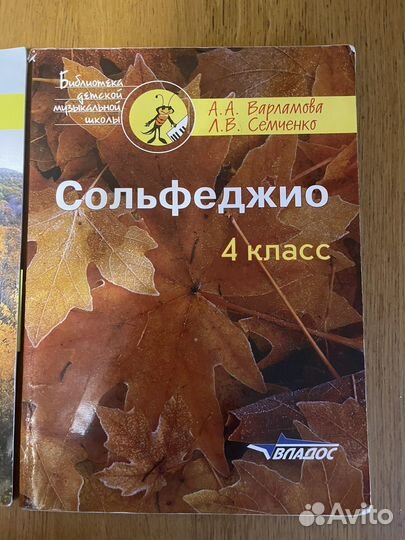 Библиотека
детской
музыкальной
школы
А. А. Варламова
Л. В. Семченко
Сольфеджио
4 класс
ВЛАДОС
Avito